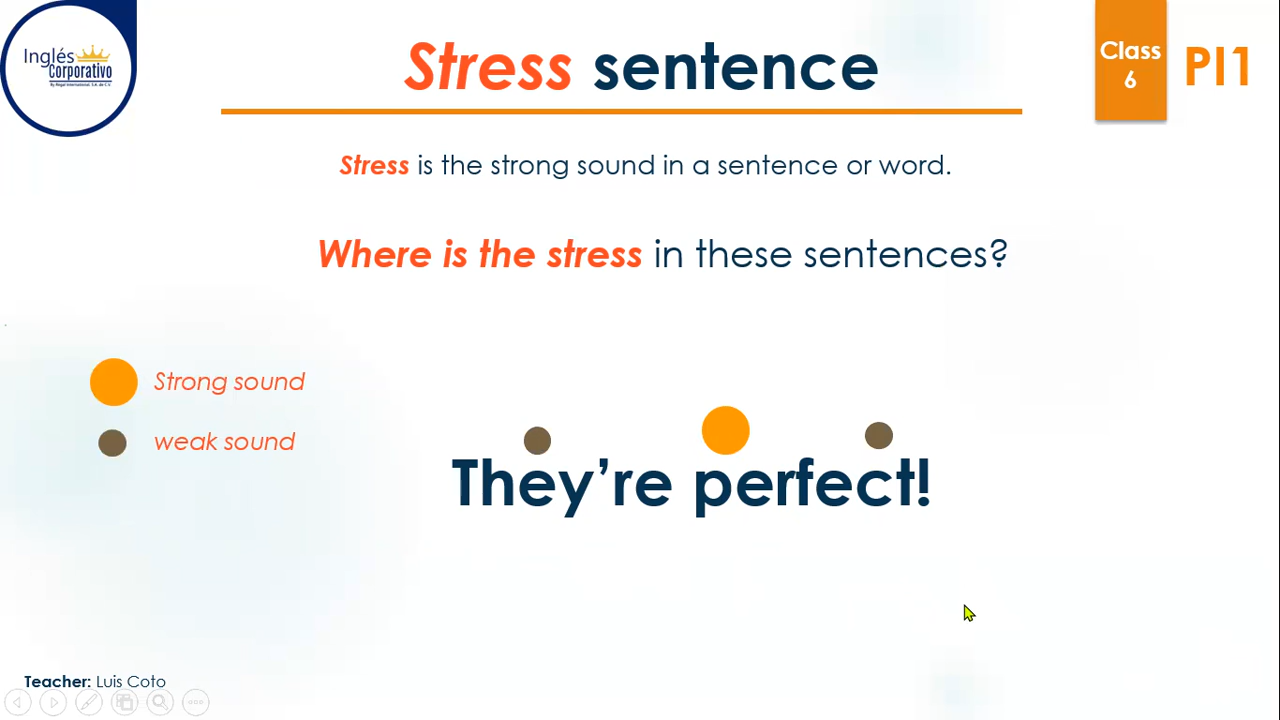 Inglés
Corporativo
By Regal International, S.A. de C.V.
Stress sentence
Class
6
PI1
Stress is the strong sound in a sentence or word.
Where is the stress in these sentences?
Strong sound
weak sound
They’re perfect!
Teacher: Luis Coto